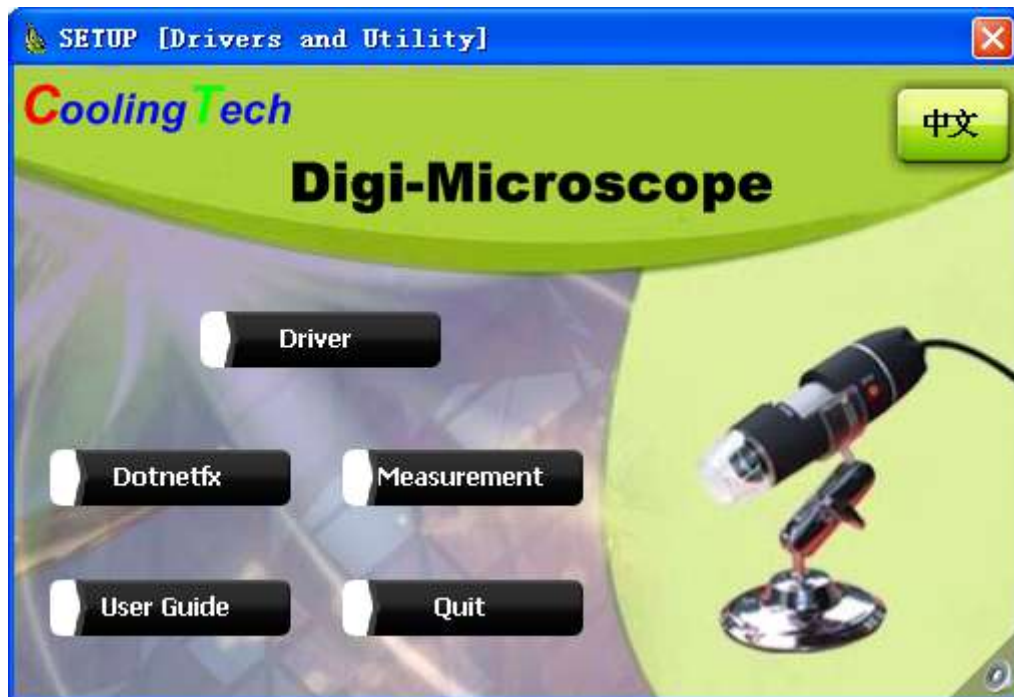 SETUP [Drivers and Utility]
CoolingTech
中文
Digi-Microscope
Driver
Dotnetfx
Measurement
User Guide
Quit